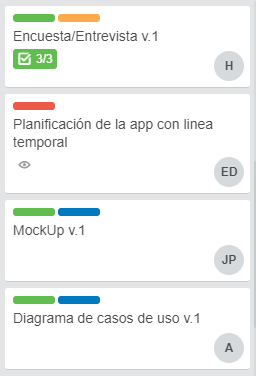 Encuesta/Entrevista v.1
3/3
H
Planificación de la app con linea
temporal
ED
MockUp v.1
JP
Diagrama de casos de uso v.1
A